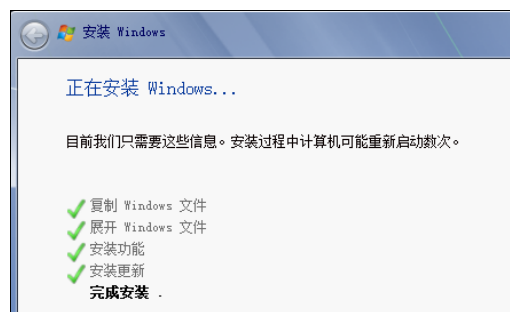 安装 Windows
正在安装 Windows...
目前我们只需要这些信息。安装过程中计算机可能重新启动数次。
复制 Windows 文件
展开 Windows 文件
安装功能
安装更新
完成安装 .